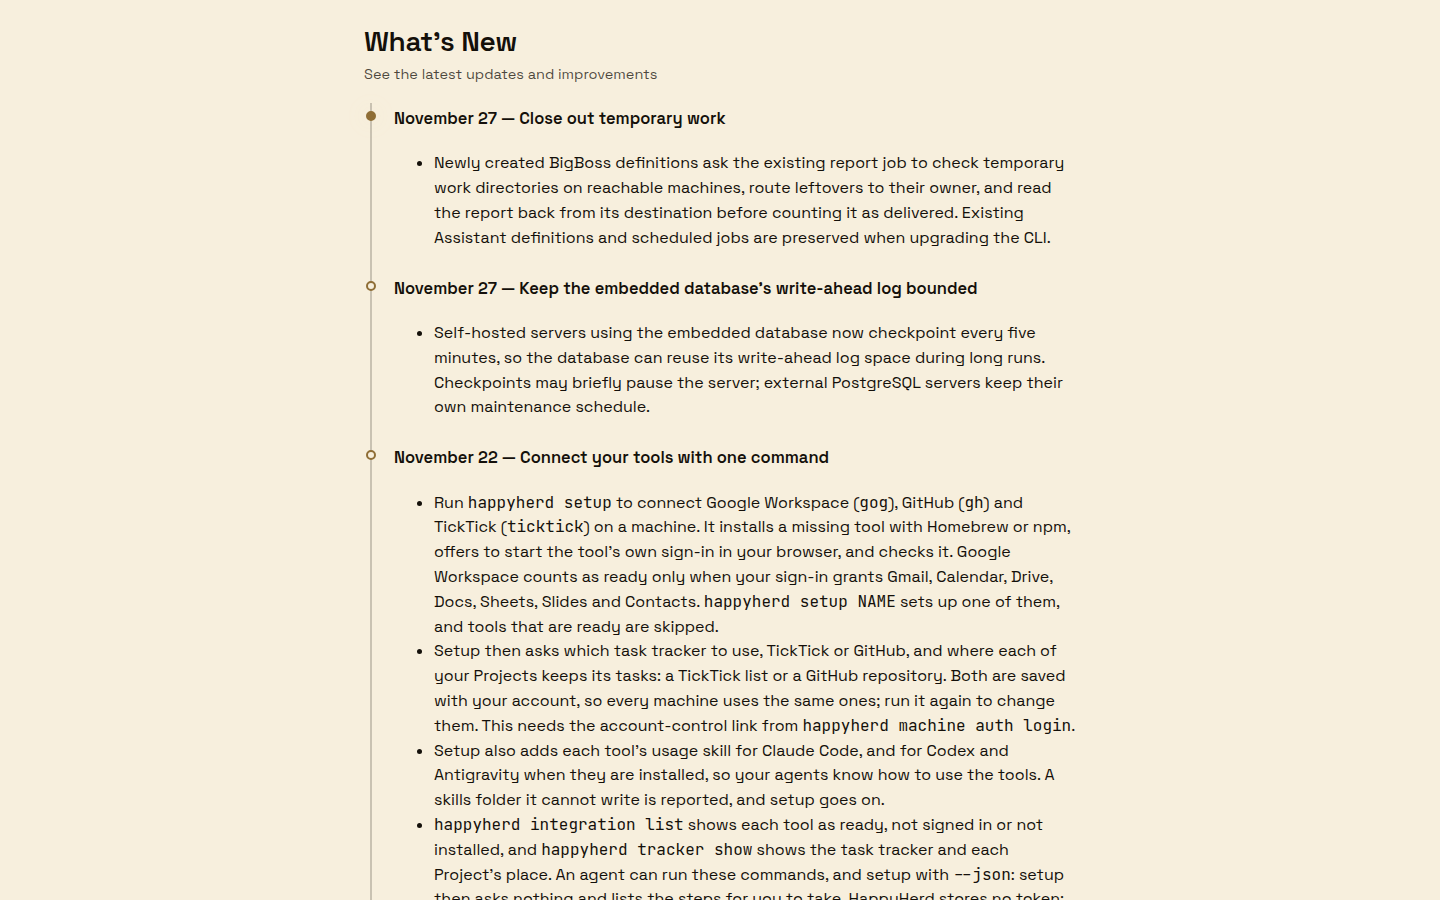 What's New
See the latest updates and improvements
November 27 — Close out temporary work
• Newly created BigBoss definitions ask the existing report job to check temporary
work directories on reachable machines, route leftovers to their owner, and read
the report back from its destination before counting it as delivered. Existing
Assistant definitions and scheduled jobs are preserved when upgrading the CLI.
November 27 — Keep the embedded database's write-ahead log bounded
• Self-hosted servers using the embedded database now checkpoint every five
minutes, so the database can reuse its write-ahead log space during long runs.
Checkpoints may briefly pause the server; external PostgreSQL servers keep their
own maintenance schedule.
November 22 — Connect your tools with one command
• Run happyherd setup to connect Google Workspace (gog), GitHub (gh) and
TickTick (ticktick) on a machine. It installs a missing tool with Homebrew or npm,
offers to start the tool's own sign-in in your browser, and checks it. Google
Workspace counts as ready only when your sign-in grants Gmail, Calendar, Drive,
Docs, Sheets, Slides and Contacts. happyherd setup NAME sets up one of them,
and tools that are ready are skipped.
• Setup then asks which task tracker to use, TickTick or GitHub, and where each of
your Projects keeps its tasks: a TickTick list or a GitHub repository. Both are saved
with your account, so every machine uses the same ones; run it again to change
them. This needs the account-control link from happyherd machine auth login.
• Setup also adds each tool's usage skill for Claude Code, and for Codex and
Antigravity when they are installed, so your agents know how to use the tools. A
skills folder it cannot write is reported, and setup goes on.
• happyherd integration list shows each tool as ready, not signed in or not
installed, and happyherd tracker show shows the task tracker and each
Project's place. An agent can run these commands, and setup with --json: setup
then asks nothing and lists the steps for you to take. HappyHerd stores no token;